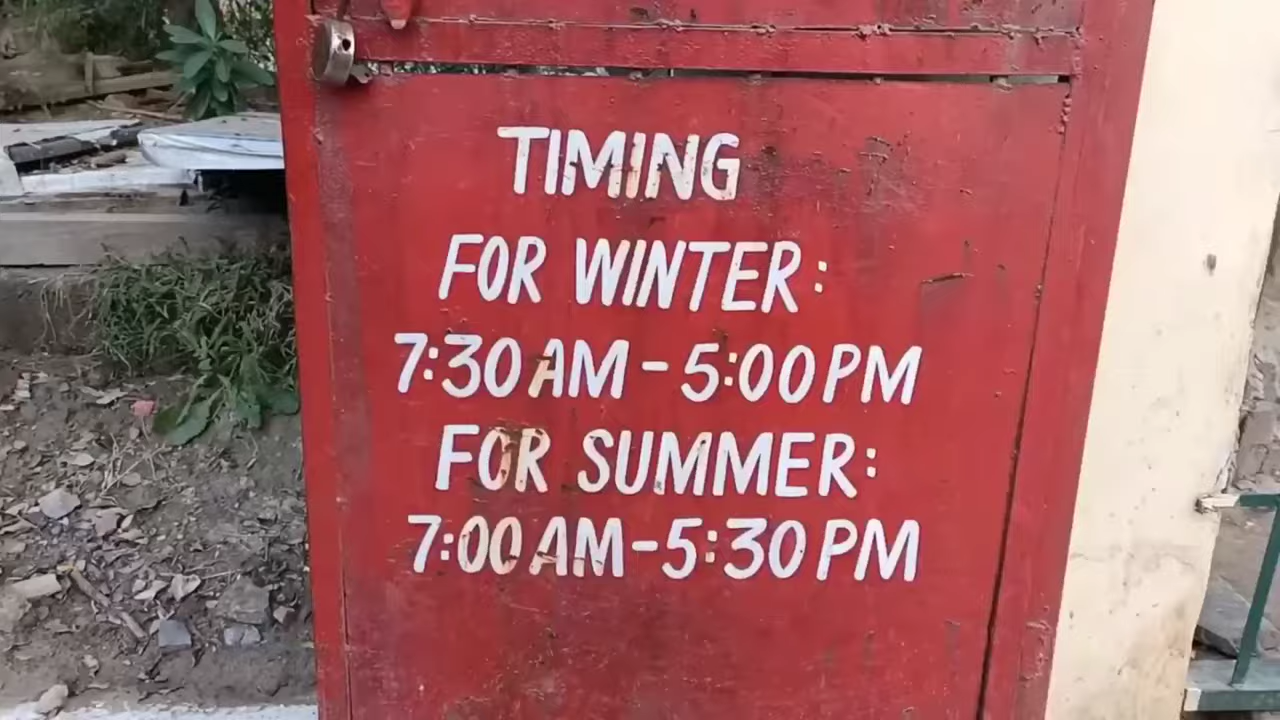 TIMING
FOR WINTER:
7:30 AM - 5:00 PM
FOR SUMMER:
7:00 AM - 5:30 PM